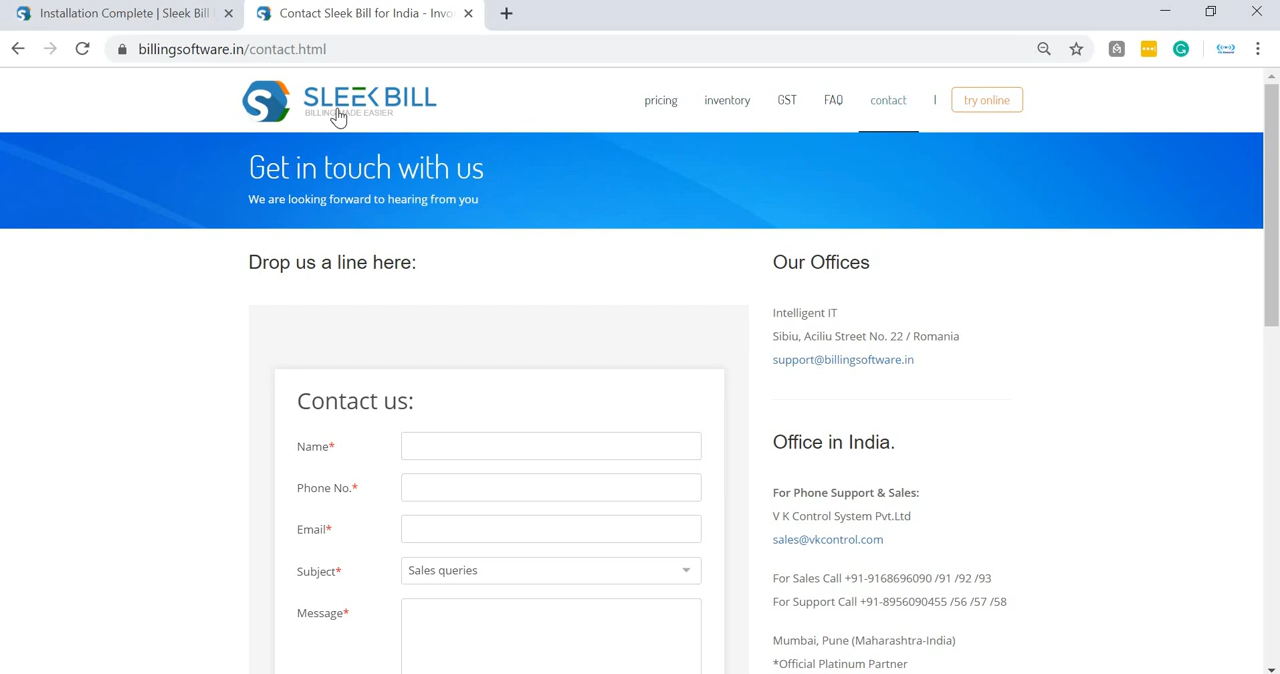 Installation Complete | Sleek Bill
Contact Sleek Bill for India - Invo
billingsoftware.in/contact.html
SLEEK BILL
BILLING MADE EASIER
pricing
inventory
GST
FAQ
contact
|
try online
Get in touch with us
We are looking forward to hearing from you
Drop us a line here:
Contact us:
Name*
Phone No.*
Email*
Subject*
Sales queries
Message*
Our Offices
Intelligent IT
Sibiu, Aciliu Street No. 22 / Romania
support@billingsoftware.in
Office in India.
For Phone Support & Sales:
V K Control System Pvt.Ltd
sales@vkcontrol.com
For Sales Call +91-9168696090 /91 /92 /93
For Support Call +91-8956090455 /56 /57 /58
Mumbai, Pune (Maharashtra-India)
*Official Platinum Partner